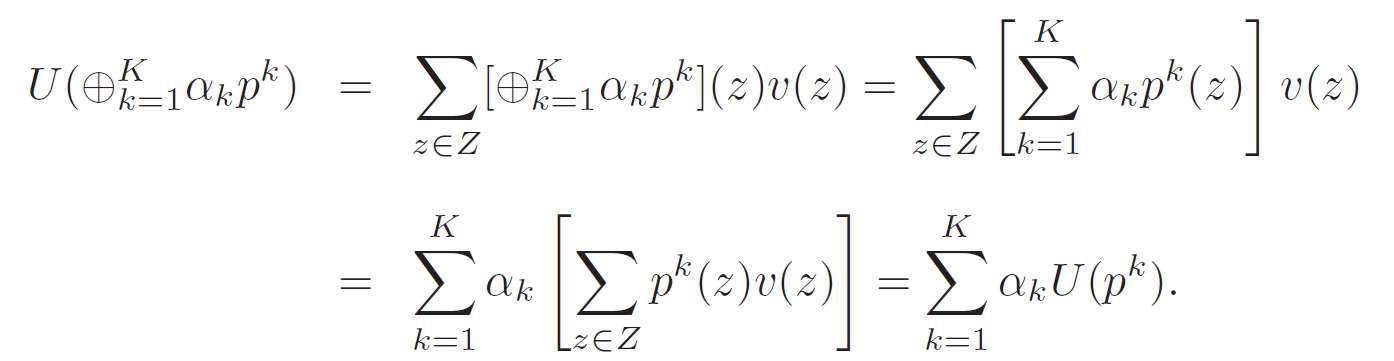 U(⊕_{k=1}^{K} α_k p^k) = ∑_{z∈Z} [⊕_{k=1}^{K} α_k p^k](z)v(z) = ∑_{z∈Z} [∑_{k=1}^{K} α_k p^k(z)] v(z)
= ∑_{k=1}^{K} α_k [∑_{z∈Z} p^k(z)v(z)] = ∑_{k=1}^{K} α_k U(p^k).